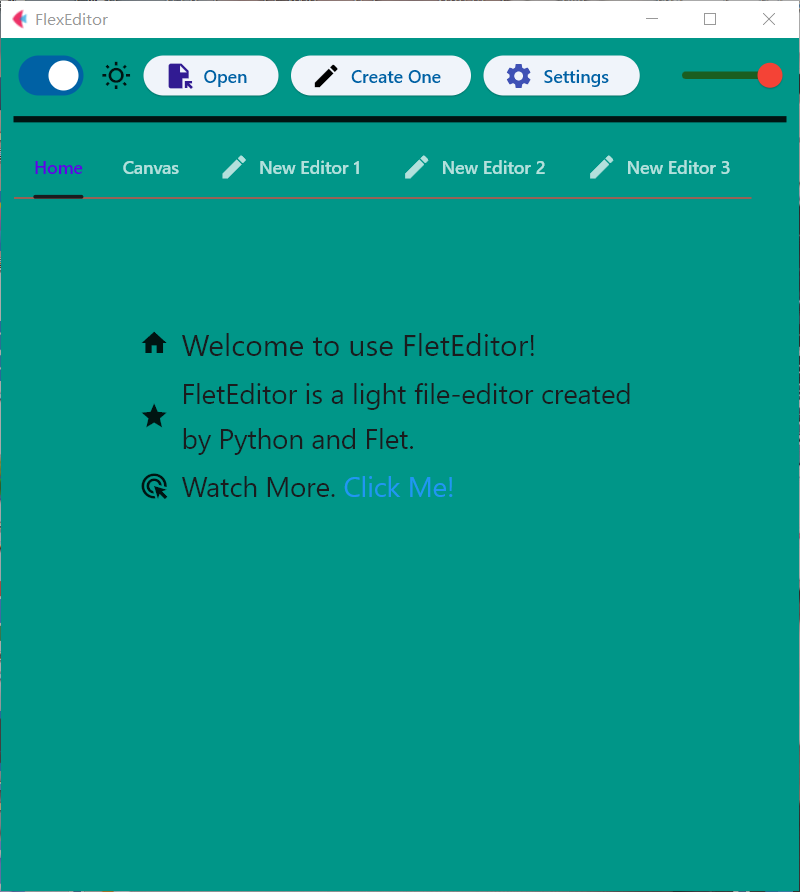 FlexEditor
Open Create One Settings
Home Canvas New Editor 1 New Editor 2 New Editor 3
Welcome to use FletEditor!
FletEditor is a light file-editor created
by Python and Flet.
Watch More. Click Me!